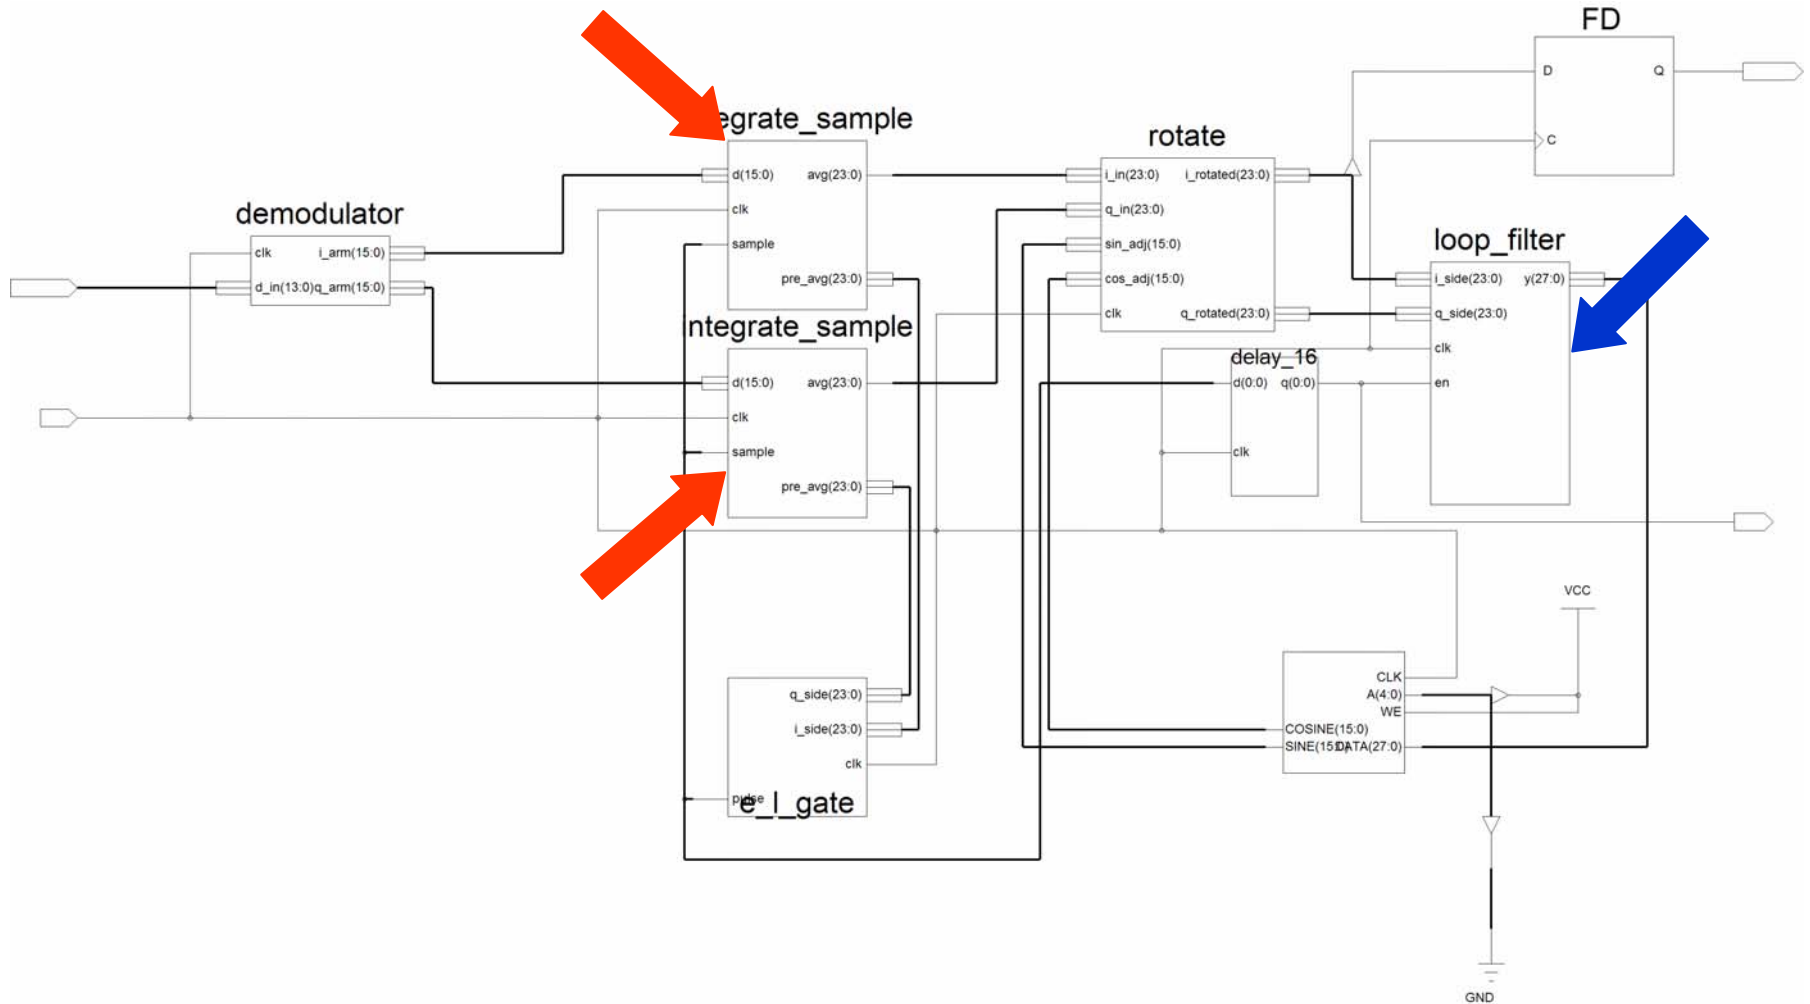 FD
D
Q
C
egrate_sample
d(15:0)
avg(23:0)
clk
sample
pre_avg(23:0)
rotate
i_in(23:0)
i_rotated(23:0)
q_in(23:0)
sin_adj(15:0)
cos_adj(15:0)
clk
q_rotated(23:0)
demodulator
clk
i_arm(15:0)
d_in(13:0)
q_arm(15:0)
loop_filter
i_side(23:0)
y(27:0)
q_side(23:0)
clk
en
integrate_sample
d(15:0)
avg(23:0)
clk
sample
pre_avg(23:0)
delay_16
d(0:0)
q(0:0)
clk
VCC
q_side(23:0)
i_side(23:0)
clk
pulse
e_l_gate
CLK
A(4:0)
WE
COSINE(15:0)
SINE(15:0)
DATA(27:0)
GND